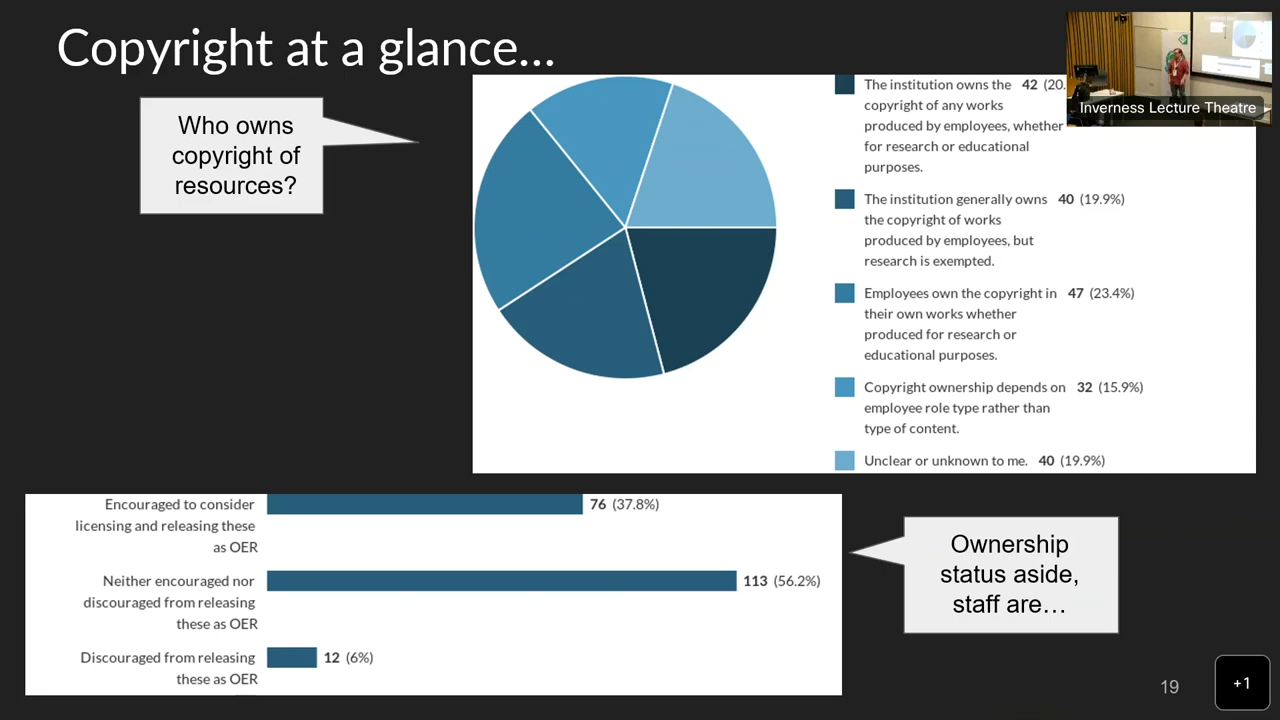 Copyright at a glance...
Who owns
copyright of
resources?
The institution owns the 42 (20.
copyright of any works
produced by employees, whether
for research or educational
purposes.
The institution generally owns 40 (19.9%)
the copyright of works
produced by employees, but
research is exempted.
Employees own the copyright in 47 (23.4%)
their own works whether
produced for research or
educational purposes.
Copyright ownership depends on 32 (15.9%)
employee role type rather than
type of content.
Unclear or unknown to me. 40 (19.9%)
Inverness Lecture Theatre
Encouraged to consider 76 (37.8%)
licensing and releasing these
as OER
Neither encouraged nor 113 (56.2%)
discouraged from releasing
these as OER
Discouraged from releasing 12 (6%)
these as OER
Ownership
status aside,
staff are...
19
+1